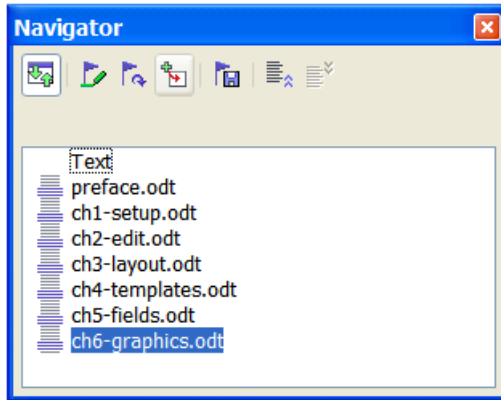 Navigator
Text
preface.odt
ch1-setup.odt
ch2-edit.odt
ch3-layout.odt
ch4-templates.odt
ch5-fields.odt
ch6-graphics.odt